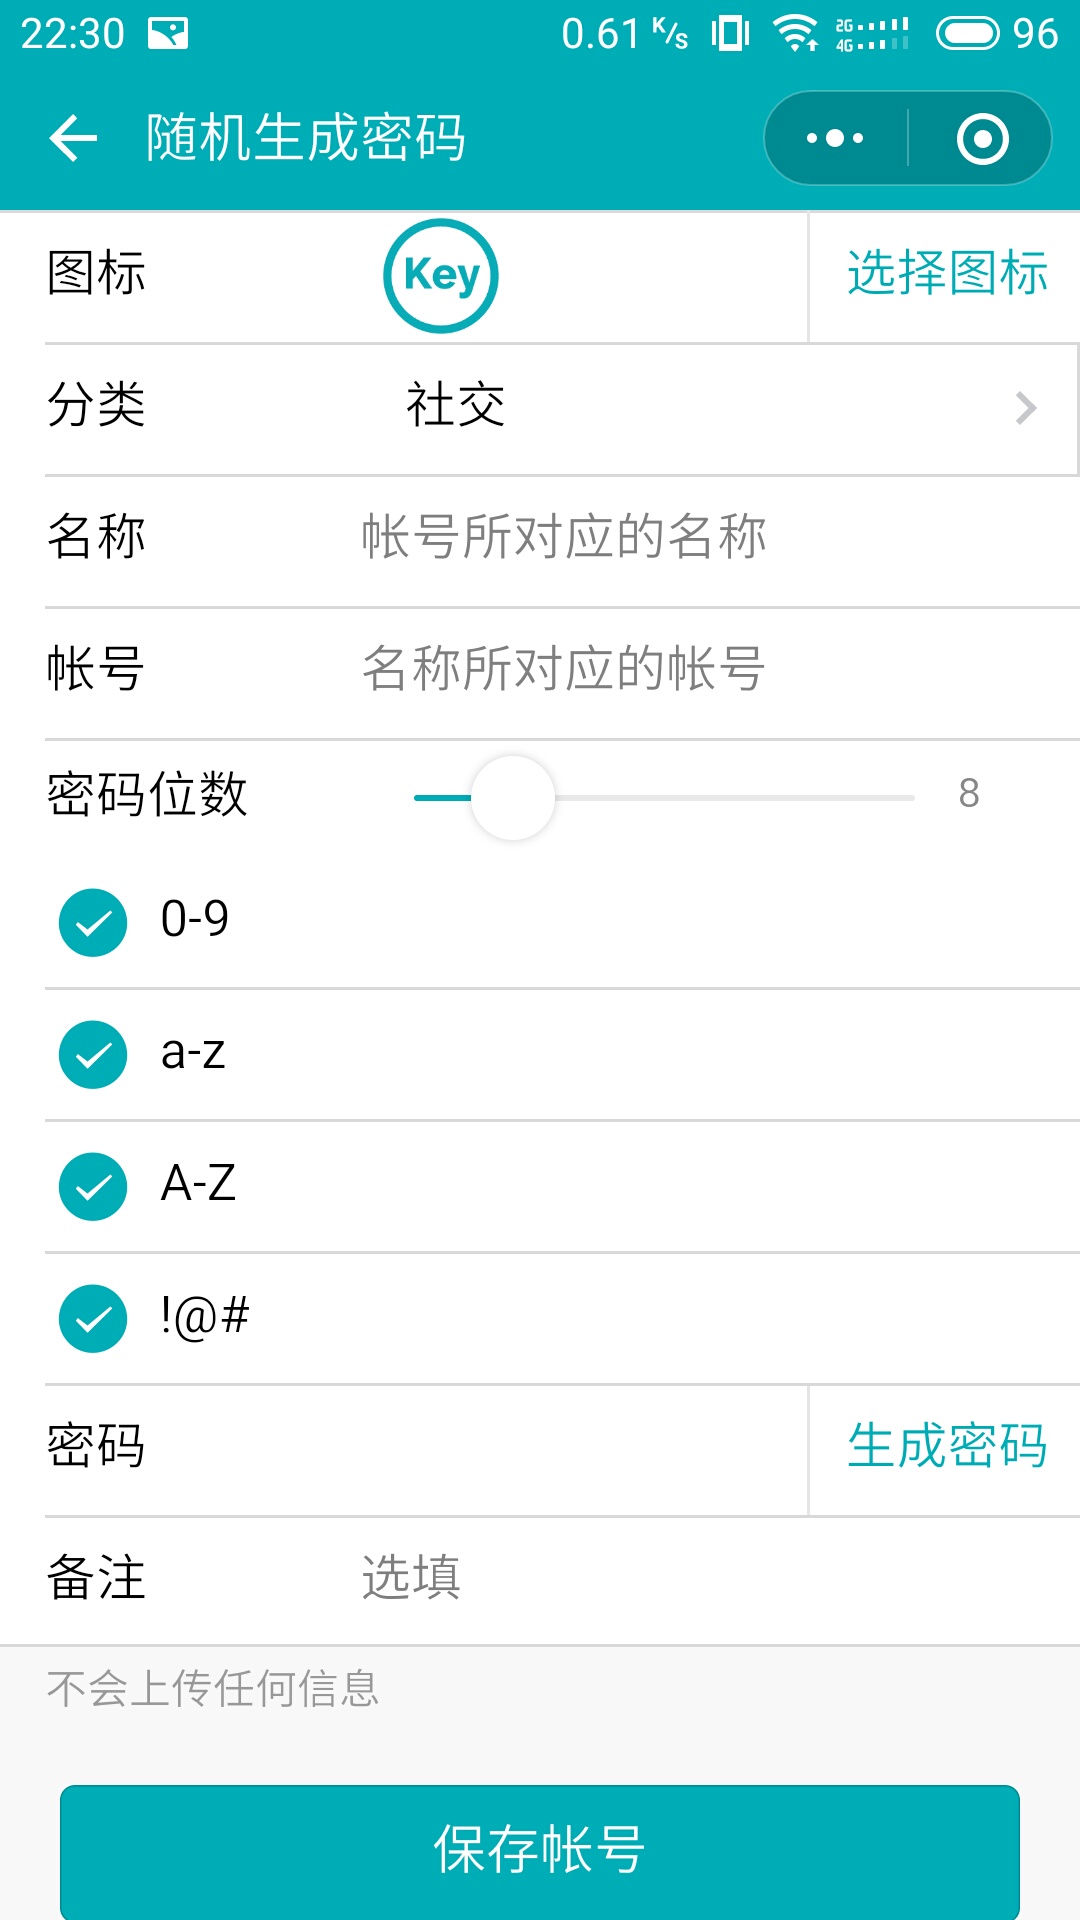 22:30 0.61 K/s 2G 4G 96
随机生成密码
图标 Key 选择图标
分类 社交
名称 帐号所对应的名称
帐号 名称所对应的帐号
密码位数 8
0-9
a-z
A-Z
!@#
密码 生成密码
备注 选填
不会上传任何信息
保存帐号